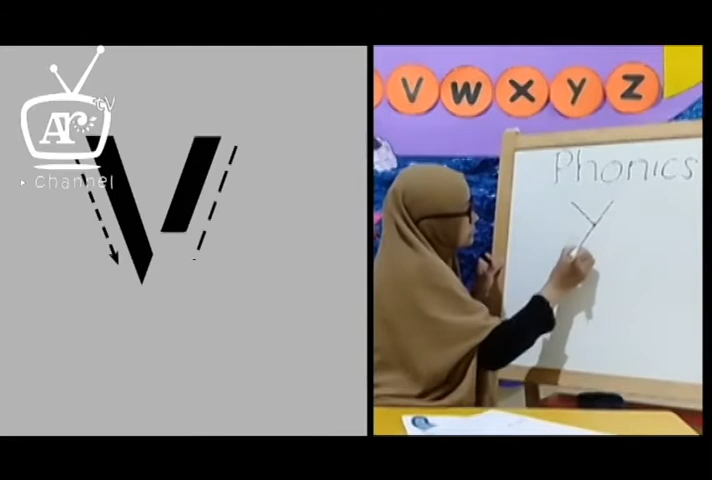 AR
tv
Channel
V W X Y Z
Phonics
y